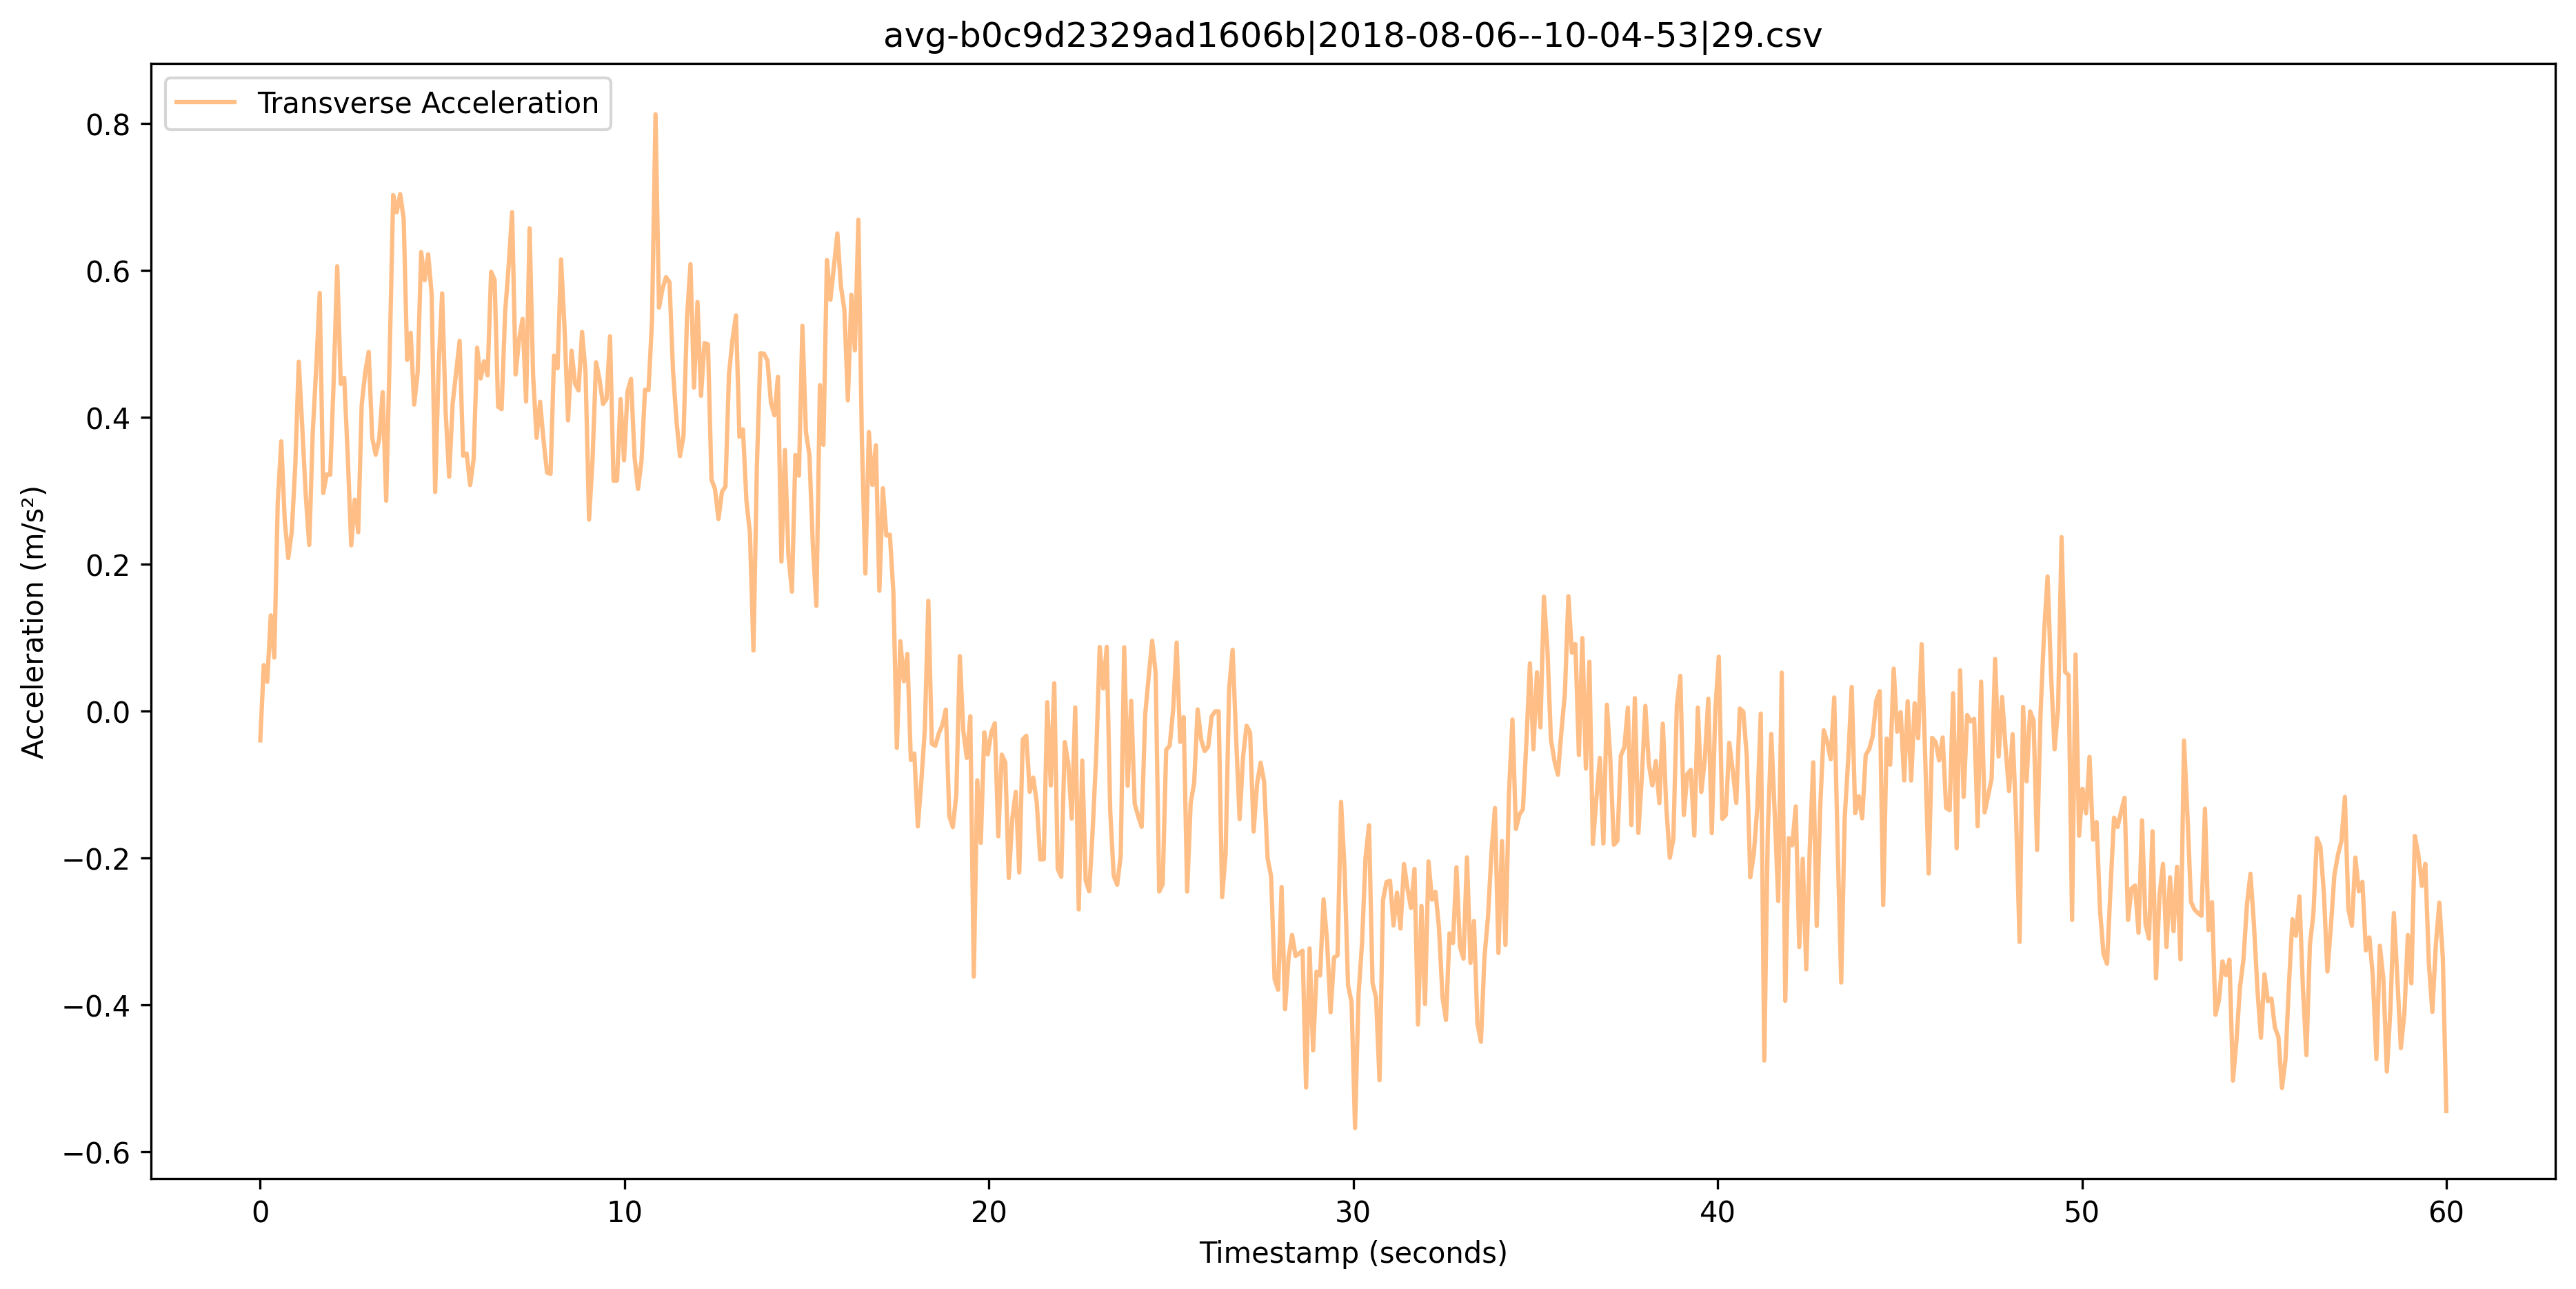 avg-b0c9d2329ad1606b|2018-08-06--10-04-53|29.csv
Transverse Acceleration
Acceleration (m/s²)
0.8
0.6
0.4
0.2
0.0
−0.2
−0.4
−0.6
0 10 20 30 40 50 60
Timestamp (seconds)